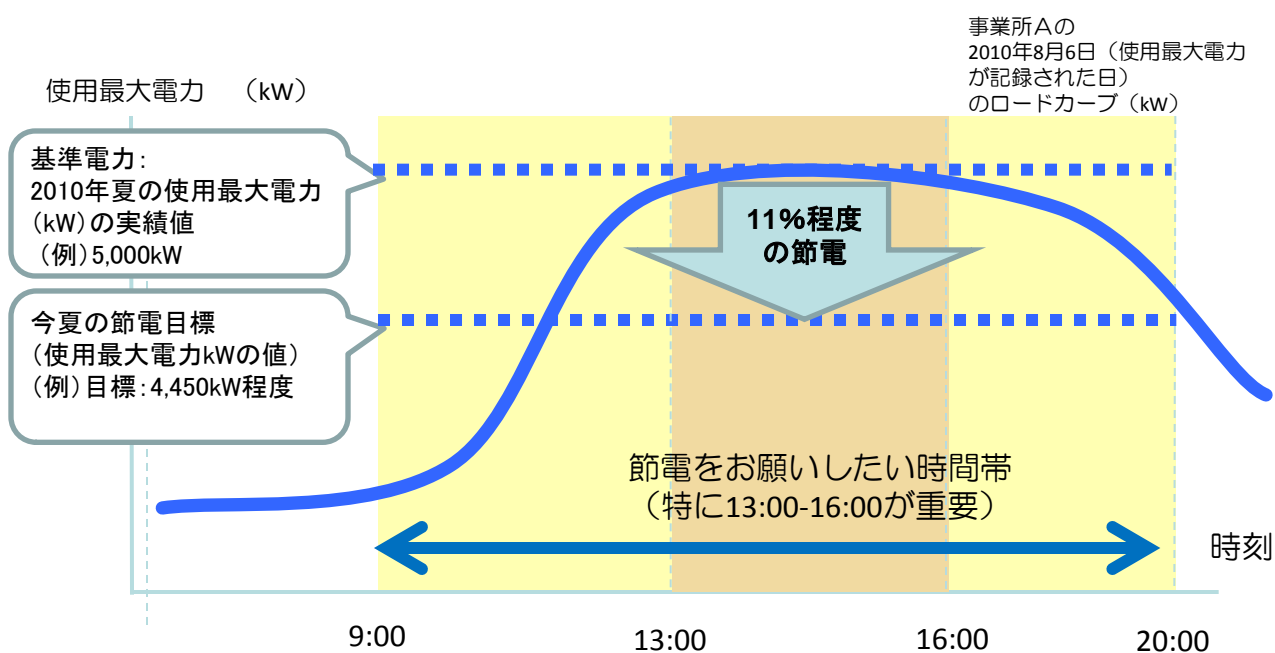 事業所Aの
2010年8月6日（使用最大電力
が記録された日）
のロードカーブ（kW）
使用最大電力　（kW）
基準電力：
2010年夏の使用最大電力
(kW)の実績値
（例）5,000kW
11%程度
の節電
今夏の節電目標
（使用最大電力kWの値）
（例）目標：4,450kW程度
節電をお願いしたい時間帯
（特に13:00-16:00が重要）
時刻
9:00
13:00
16:00
20:00